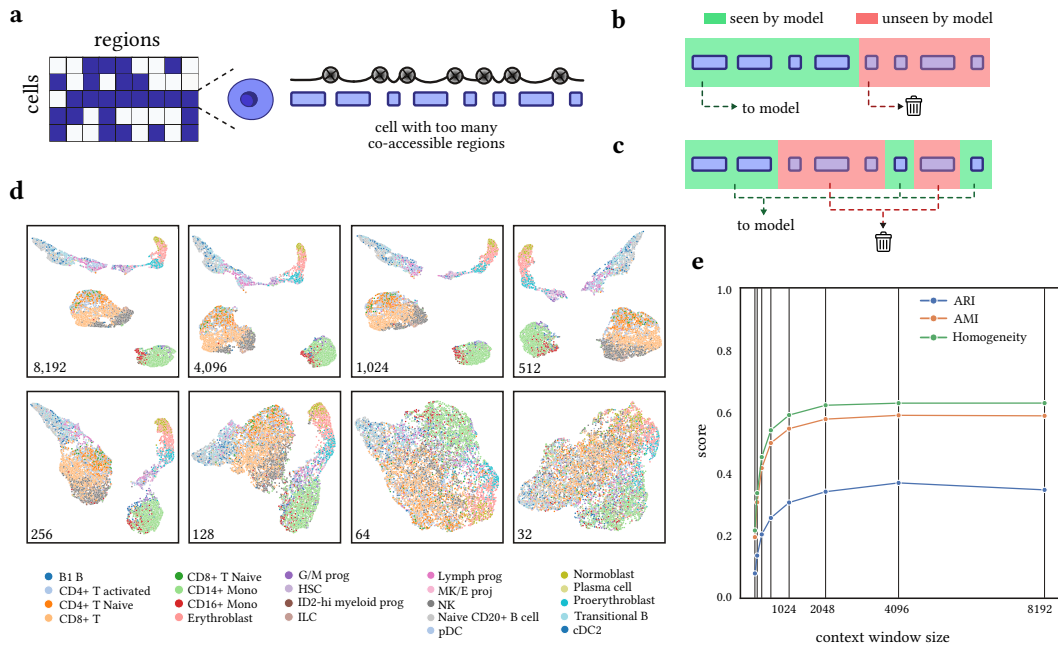 a
regions
cells
cell with too many
co-accessible regions
b
seen by model
unseen by model
to model
c
to model
d
8,192
4,096
1,024
512
256
128
64
32
B1 B
CD4+ T activated
CD4+ T Naive
CD8+ T
CD8+ T Naive
CD14+ Mono
CD16+ Mono
Erythroblast
G/M prog
HSC
ID2-hi myeloid prog
ILC
Lymph prog
MK/E proj
NK
Naive CD20+ B cell
pDC
Normoblast
Plasma cell
Proerythroblast
Transitional B
cDC2
e
ARI
AMI
Homogeneity
score
1.0
0.8
0.6
0.4
0.2
0.0
1024
2048
4096
8192
context window size